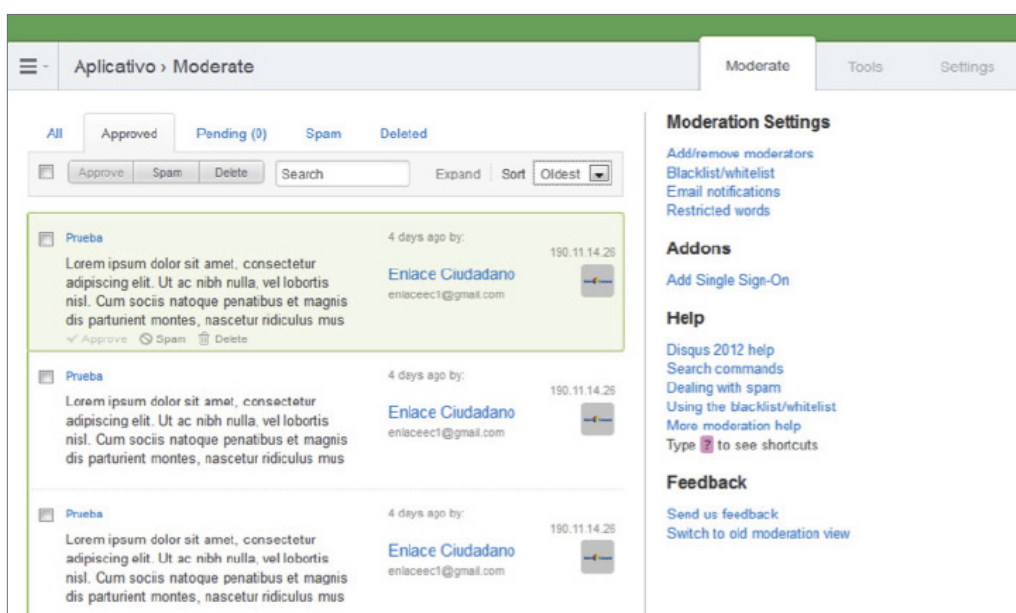 Aplicativo › Moderate
Moderate Tools Settings
All Approved Pending (0) Spam Deleted
Approve Spam Delete Search Expand Sort Oldest
Prueba
Lorem ipsum dolor sit amet, consectetur
adipiscing elit. Ut ac nibh nulla, vel lobortis
nisl. Cum sociis natoque penatibus et magnis
dis parturient montes, nascetur ridiculus mus
Approve Spam Delete
4 days ago by:
Enlace Ciudadano
enlaceec1@gmail.com
190.11.14.26
Prueba
Lorem ipsum dolor sit amet, consectetur
adipiscing elit. Ut ac nibh nulla, vel lobortis
nisl. Cum sociis natoque penatibus et magnis
dis parturient montes, nascetur ridiculus mus
4 days ago by:
Enlace Ciudadano
enlaceec1@gmail.com
190.11.14.26
Prueba
Lorem ipsum dolor sit amet, consectetur
adipiscing elit. Ut ac nibh nulla, vel lobortis
nisl. Cum sociis natoque penatibus et magnis
dis parturient montes, nascetur ridiculus mus
4 days ago by:
Enlace Ciudadano
enlaceec1@gmail.com
190.11.14.26
Moderation Settings
Add/remove moderators
Blacklist/whitelist
Email notifications
Restricted words
Addons
Add Single Sign-On
Help
Disqus 2012 help
Search commands
Dealing with spam
Using the blacklist/whitelist
More moderation help
Type ? to see shortcuts
Feedback
Send us feedback
Switch to old moderation view